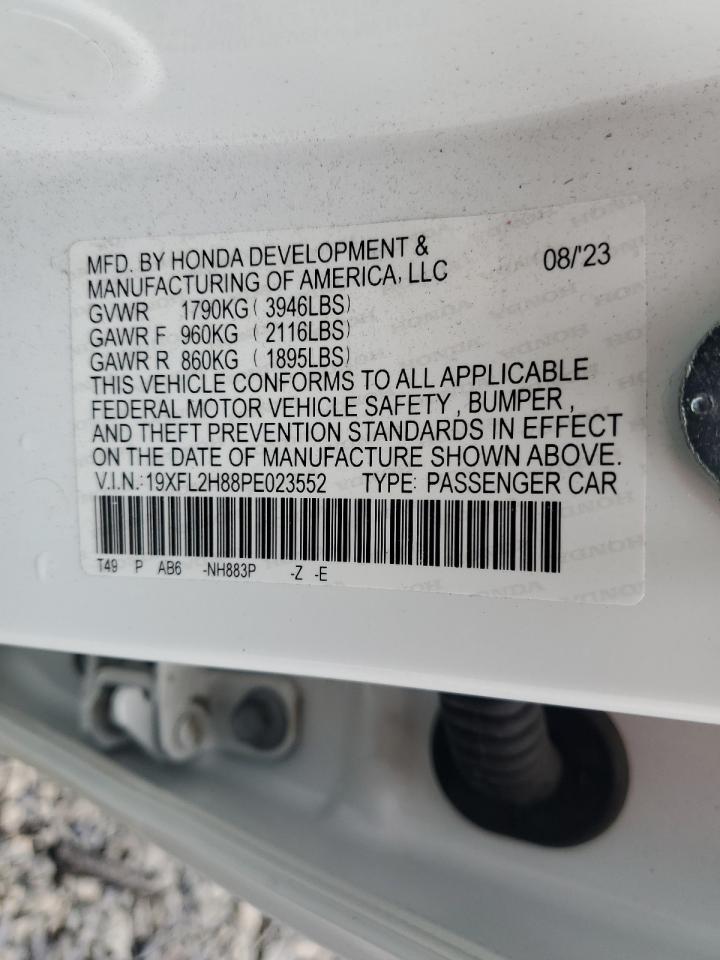 MFD. BY HONDA DEVELOPMENT & 
MANUFACTURING OF AMERICA, LLC 08/'23
GVWR 1790KG ( 3946LBS)
GAWR F 960KG ( 2116LBS)
GAWR R 860KG ( 1895LBS)
THIS VEHICLE CONFORMS TO ALL APPLICABLE
FEDERAL MOTOR VEHICLE SAFETY , BUMPER ,
AND THEFT PREVENTION STANDARDS IN EFFECT
ON THE DATE OF MANUFACTURE SHOWN ABOVE.
V.I.N.:19XFL2H88PE023552 TYPE: PASSENGER CAR
T49 P AB6 -NH883P -Z -E